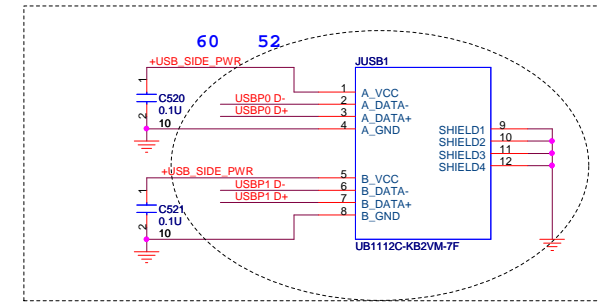 60 52
+USB_SIDE_PWR JUSB1
1 1 A_VCC
C520 USBP0 D- 2 A_DATA-
0.1U USBP0 D+ 3 A_DATA+
2 10 4 A_GND
SHIELD1 9
SHIELD2 10
SHIELD3 11
SHIELD4 12
+USB_SIDE_PWR 5 B_VCC
1 USBP1 D- 6 B_DATA-
C521 USBP1 D+ 7 B_DATA+
0.1U 8 B_GND
2 10
UB1112C-KB2VM-7F